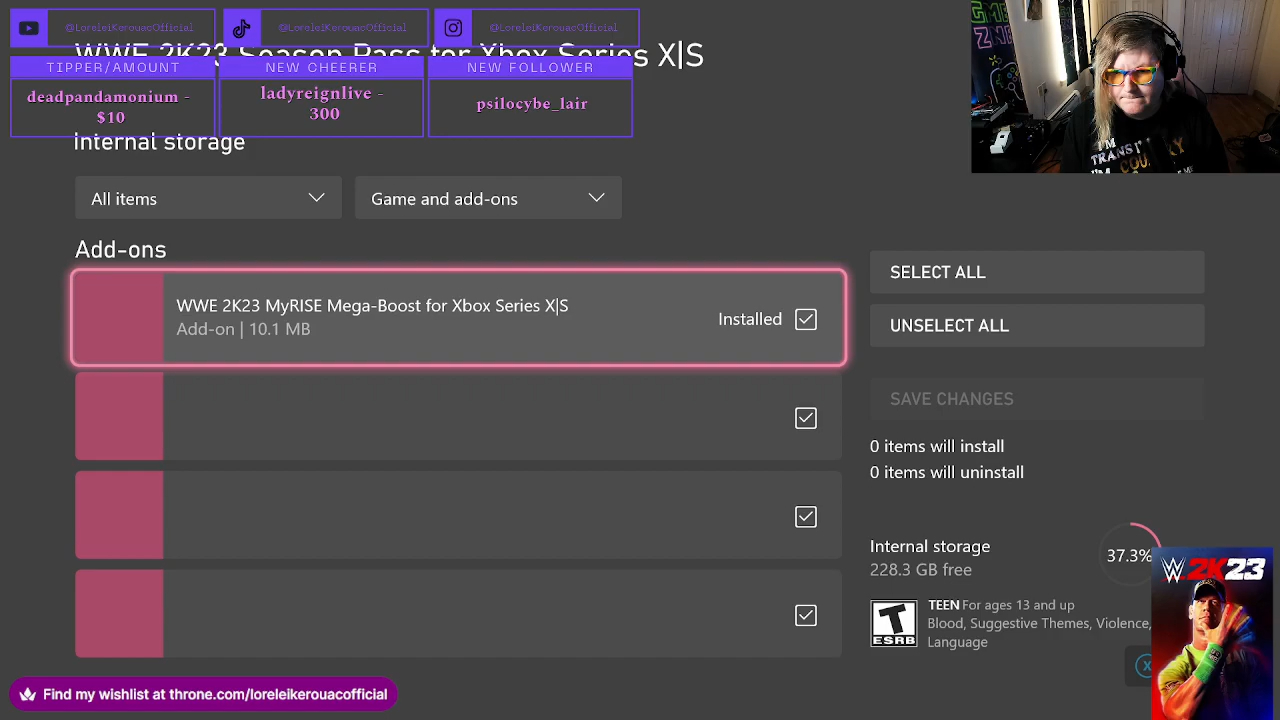 @LoreleiKerouacOfficial
@LoreleiKerouacOfficial
@LoreleiKerouacOfficial
WWE 2K23 Season Pass for Xbox Series X|S
TIPPER/AMOUNT
deadpandamonium -
$10
NEW CHEERER
ladyreignlive -
300
NEW FOLLOWER
psilocybe_lair
Internal storage
All items
Game and add-ons
Add-ons
WWE 2K23 MyRISE Mega-Boost for Xbox Series X|S
Add-on | 10.1 MB
Installed
SELECT ALL
UNSELECT ALL
SAVE CHANGES
0 items will install
0 items will uninstall
Internal storage
228.3 GB free
37.3%
T
ESRB
TEEN For ages 13 and up
Blood, Suggestive Themes, Violence,
Language
X
W 2K23
Find my wishlist at throne.com/loreleikerouacofficial
I'M
TRANS
I'M